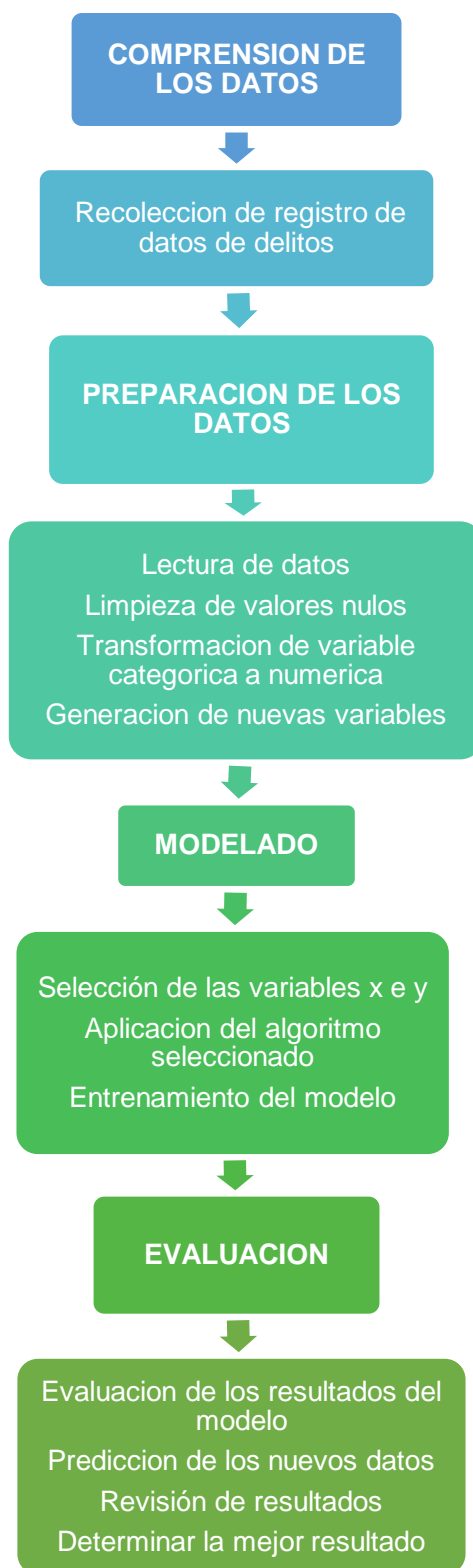 COMPRENSION DE
LOS DATOS
Recoleccion de registro de
datos de delitos
PREPARACION DE LOS
DATOS
Lectura de datos
Limpieza de valores nulos
Transformacion de variable
categorica a numerica
Generacion de nuevas variables
MODELADO
Selección de las variables x e y
Aplicacion del algoritmo
seleccionado
Entrenamiento del modelo
EVALUACION
Evaluacion de los resultados del
modelo
Prediccion de los nuevos datos
Revisión de resultados
Determinar la mejor resultado